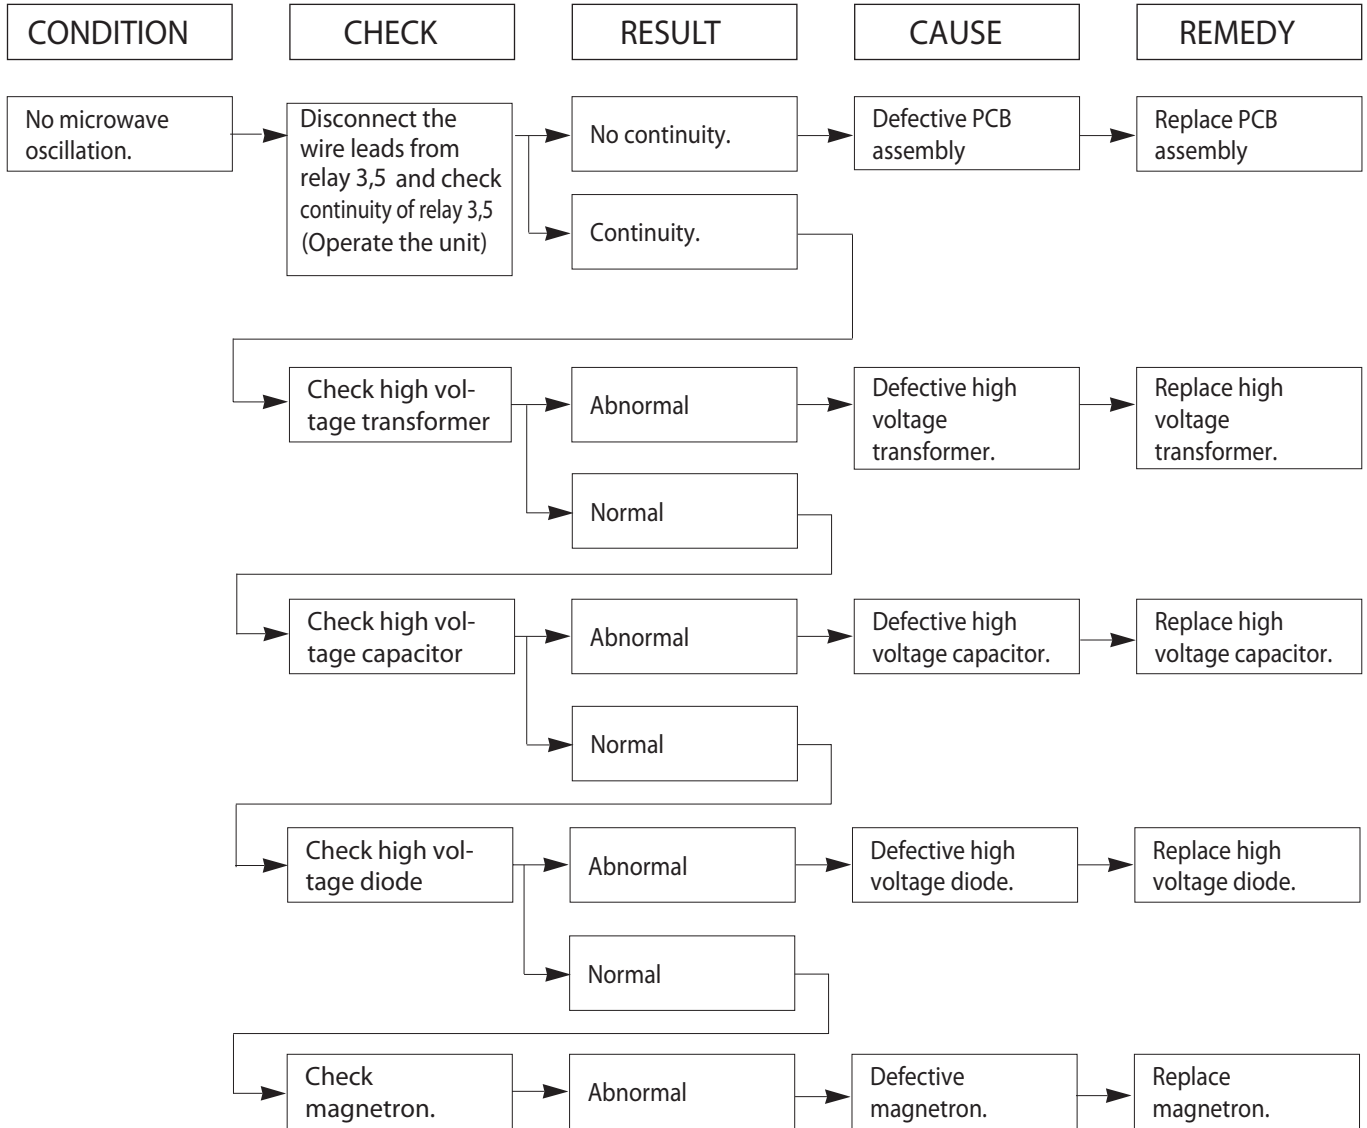 CONDITION
CHECK
RESULT
CAUSE
REMEDY
No microwave
oscillation.
Disconnect the
wire leads from
relay 3,5 and check
continuity of relay 3,5
(Operate the unit)
No continuity.
Defective PCB
assembly
Replace PCB
assembly
Continuity.
Check high vol-
tage transformer
Abnormal
Defective high
voltage
transformer.
Replace high
voltage
transformer.
Normal
Check high vol-
tage capacitor
Abnormal
Defective high
voltage capacitor.
Replace high
voltage capacitor.
Normal
Check high vol-
tage diode
Abnormal
Defective high
voltage diode.
Replace high
voltage diode.
Normal
Check
magnetron.
Abnormal
Defective
magnetron.
Replace
magnetron.